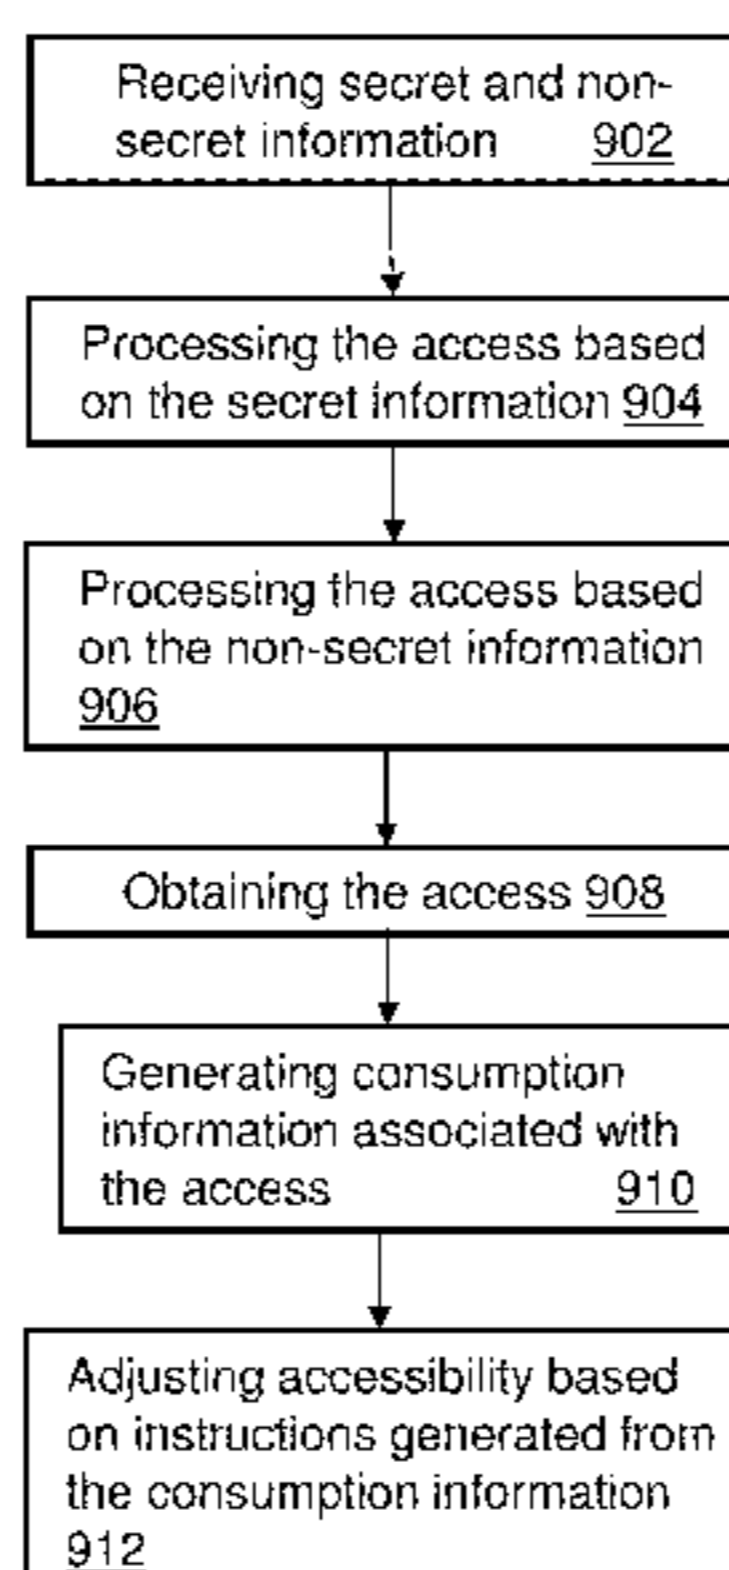 Receiving secret and non-
secret information 902
Processing the access based
on the secret information 904
Processing the access based
on the non-secret information
906
Obtaining the access 908
Generating consumption
information associated with
the access 910
Adjusting accessibility based
on instructions generated from
the consumption information
912